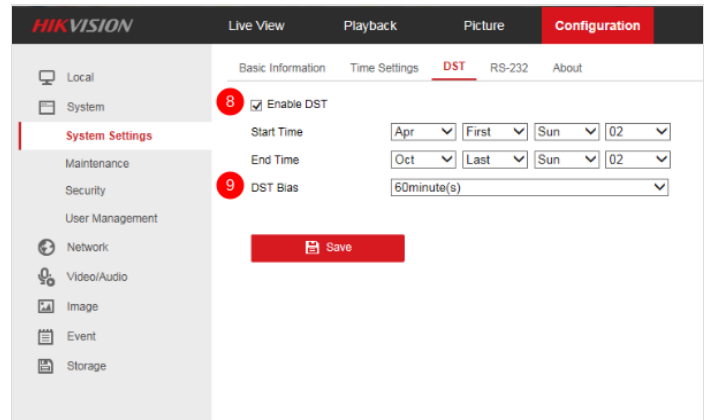 HIKVISION Live View Playback Picture Configuration
Basic Information Time Settings DST RS-232 About
Local
System
System Settings
Maintenance
Security
User Management
Network
Video/Audio
Image
Event
Storage
8 Enable DST
Start Time Apr First Sun 02
End Time Oct Last Sun 02
9 DST Bias 60minute(s)
Save